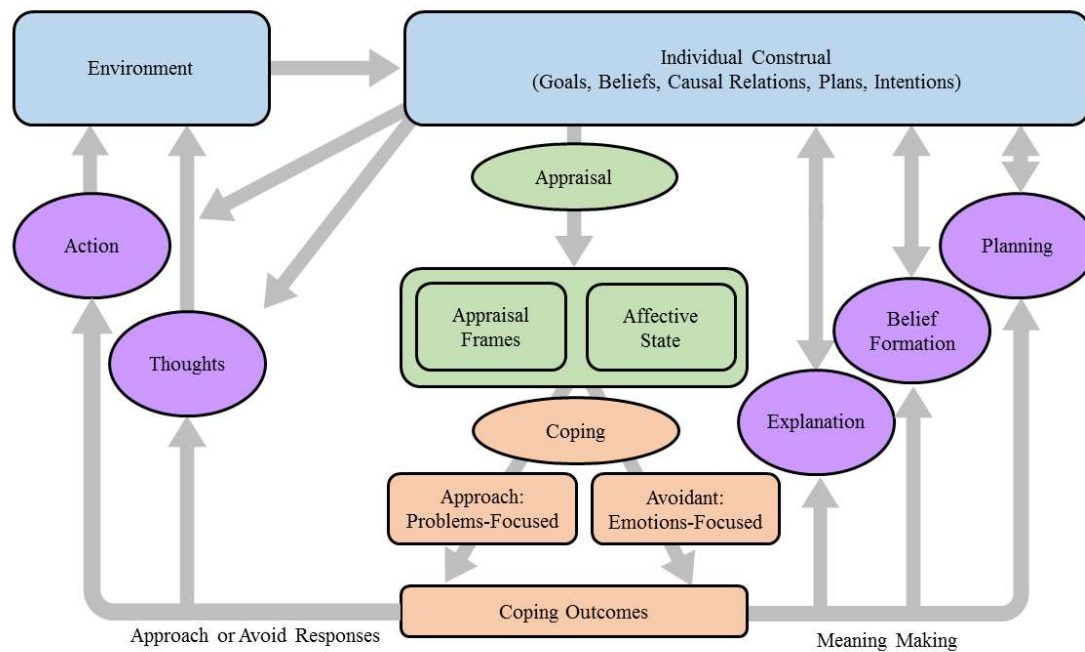 Environment
Individual Construal
(Goals, Beliefs, Causal Relations, Plans, Intentions)
Appraisal
Action
Planning
Appraisal
Frames
Affective
State
Belief
Formation
Thoughts
Explanation
Coping
Approach:
Problems-Focused
Avoidant:
Emotions-Focused
Coping Outcomes
Approach or Avoid Responses
Meaning Making